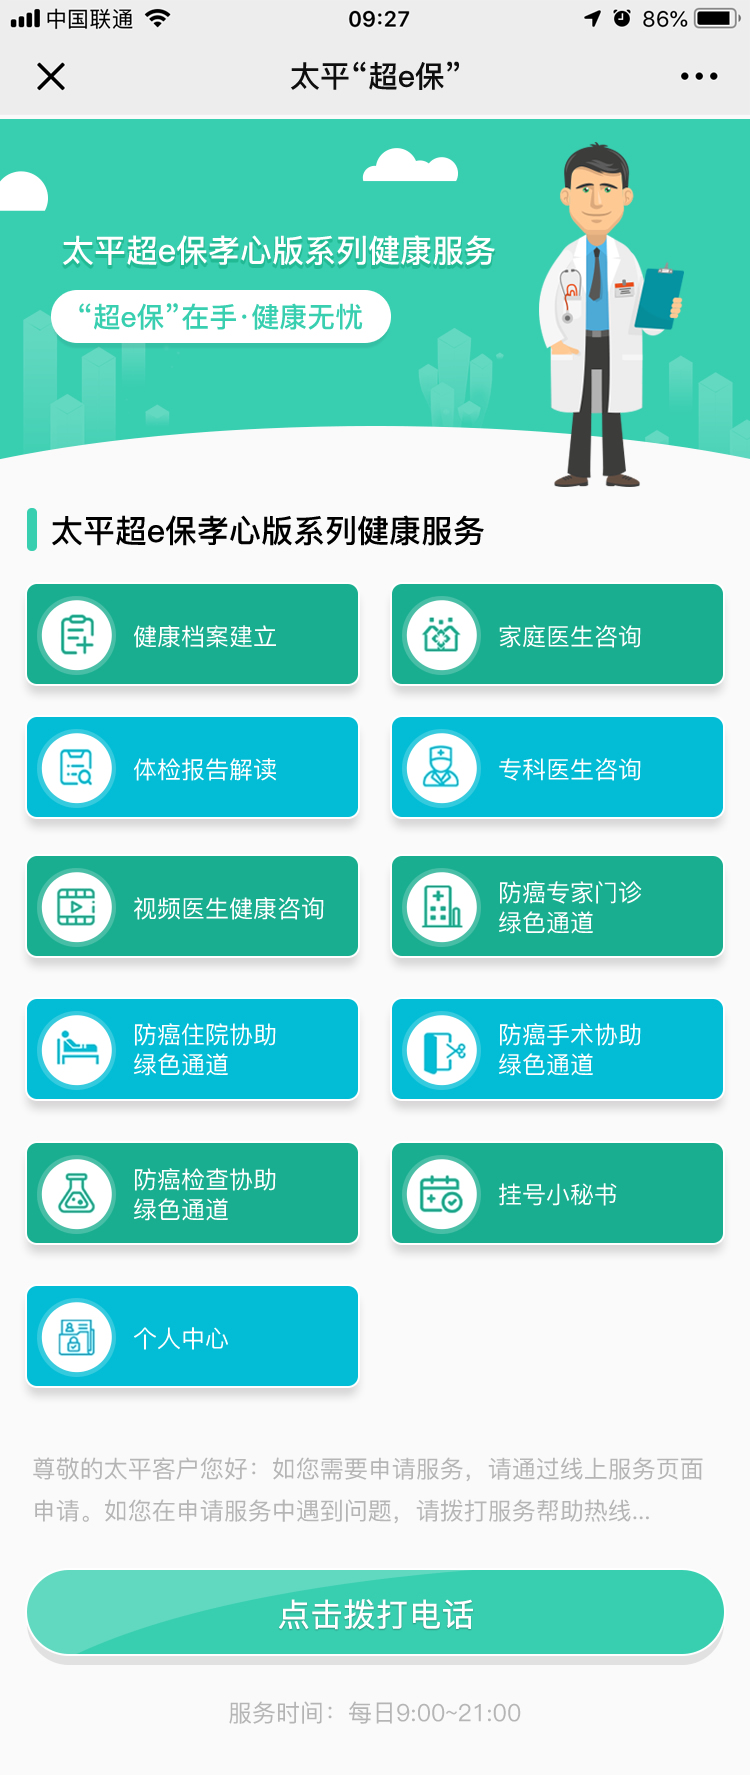 中国联通 09:27 86%
太平“超e保”
太平超e保孝心版系列健康服务
“超e保”在手·健康无忧
太平超e保孝心版系列健康服务
健康档案建立
家庭医生咨询
体检报告解读
专科医生咨询
视频医生健康咨询
防癌专家门诊
绿色通道
防癌住院协助
绿色通道
防癌手术协助
绿色通道
防癌检查协助
绿色通道
挂号小秘书
个人中心
尊敬的太平客户您好：如您需要申请服务，请通过线上服务页面
申请。如您在申请服务中遇到问题，请拨打服务帮助热线...
点击拨打电话
服务时间：每日9:00~21:00